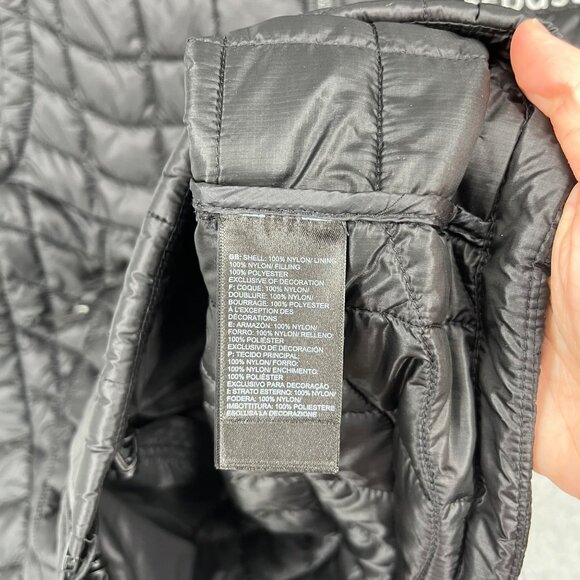 GB: SHELL: 100% NYLON/ LINING
100% NYLON/ FILLING
100% POLYESTER
EXCLUSIVE OF DECORATION
F: COQUE: 100% NYLON/
DOUBLURE: 100% NYLON/
BOURRAGE: 100% POLYESTER
À L'EXCEPTION DES
DÉCORATIONS
E: ARMAZÓN: 100% NYLON/
FORRO: 100% NYLON/ RELLENO:
100% POLIÉSTER
EXCLUSIVO DE DECORACIÓN
P: TECIDO PRINCIPAL
100% NYLON/ FORRO:
100% NYLON/ ENCHIMENTO:
100% POLIÉSTER
EXCLUSIVO PARA DECORAÇÃO
I: STRATO ESTERNO: 100% NYLON/
FODERA: 100% NYLON/
IMBOTTITURA: 100% POLIESTERE
ESCLUSA LA DECORAZIONE